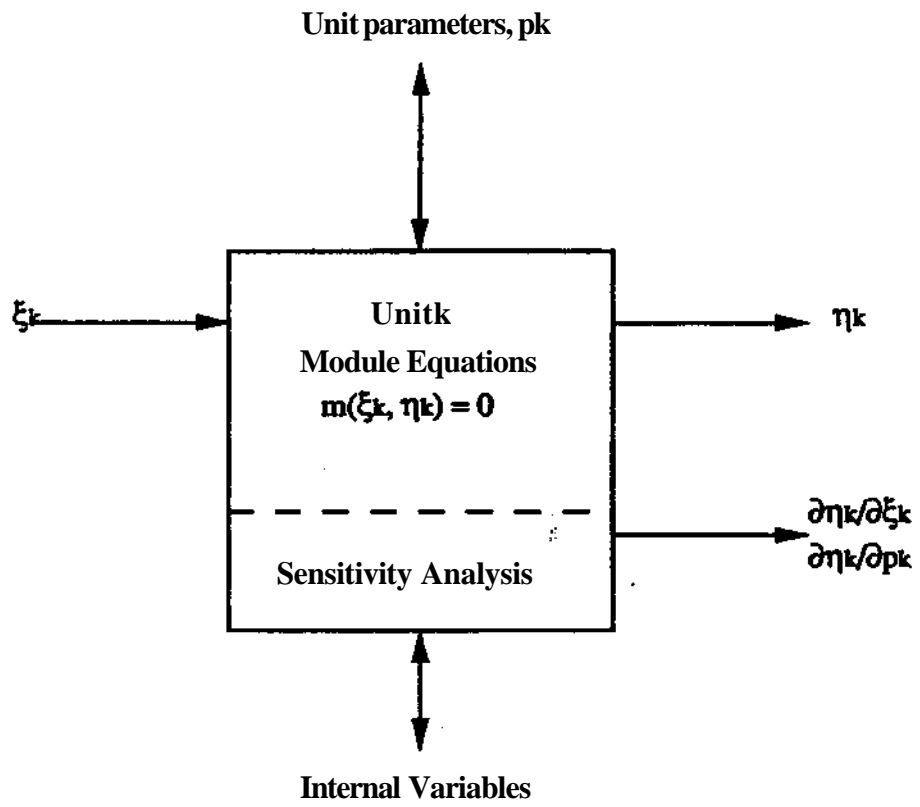 Unit parameters, pk
ξk
Unitk
ηk
Module Equations
m(ξk, ηk) = 0
∂ηk/∂ξk
∂ηk/∂pk
Sensitivity Analysis
Internal Variables